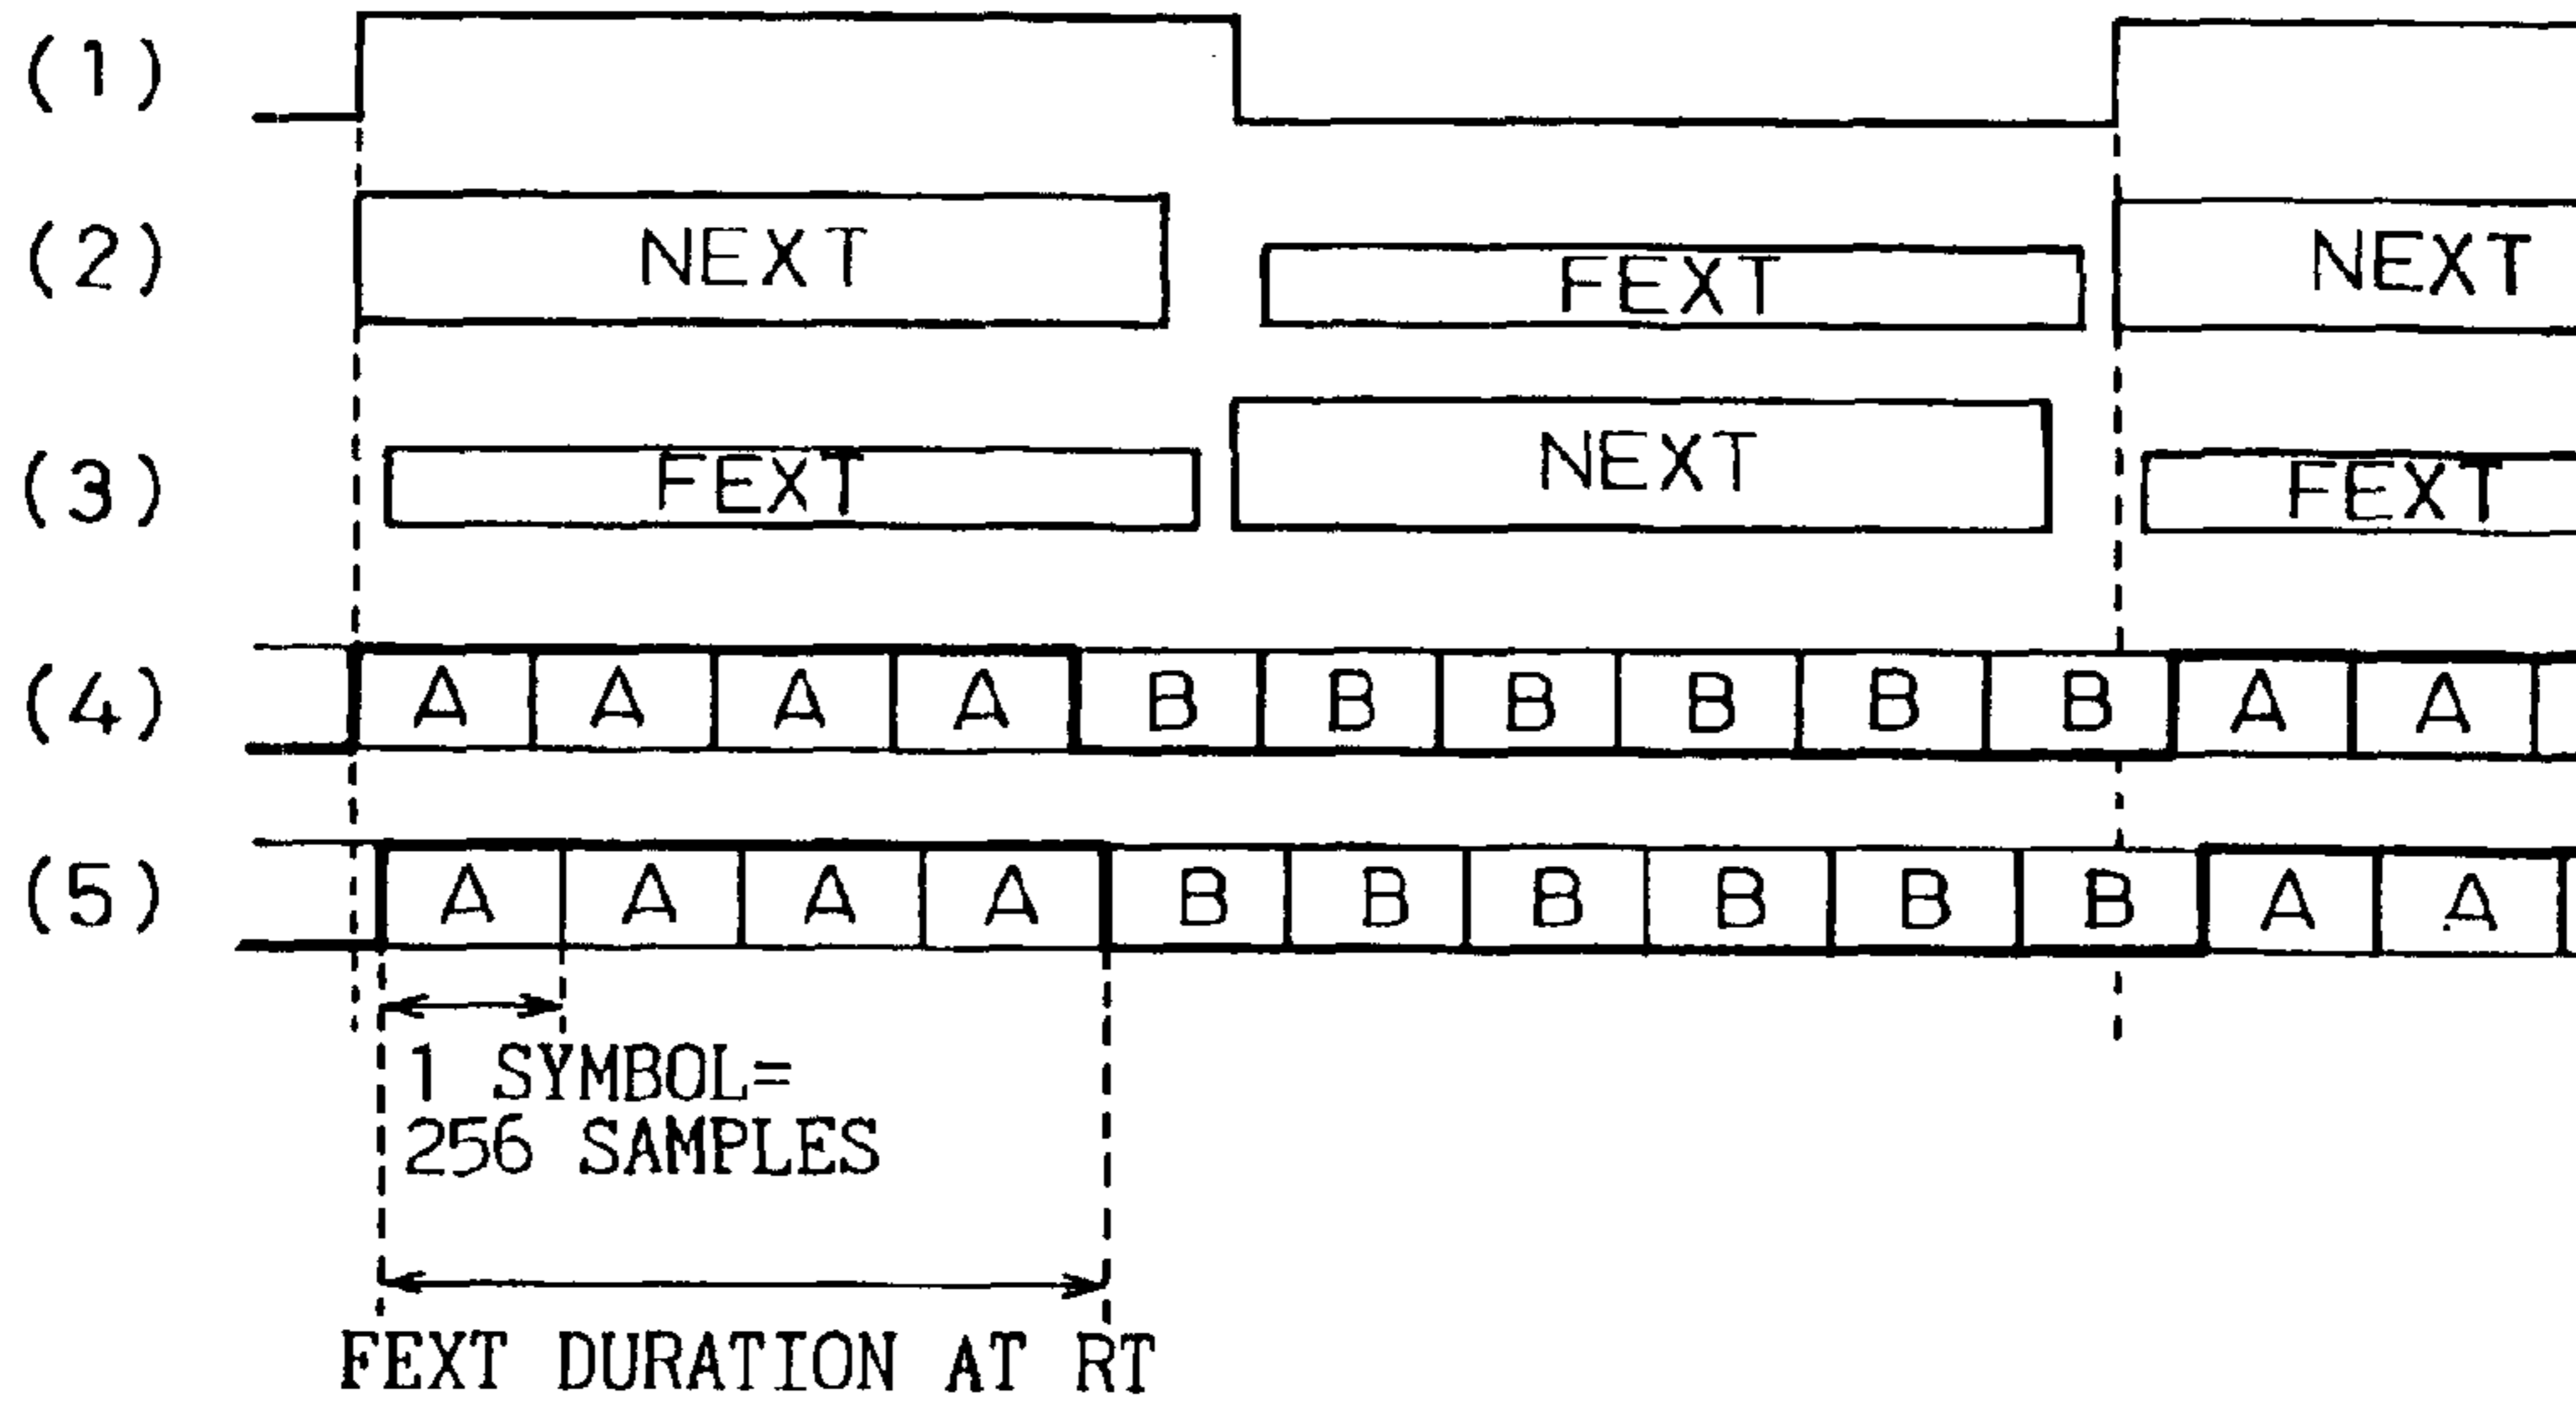 (1)
(2) NEXT FEXT NEXT
(3) FEXT NEXT FEXT
(4) A A A A B B B B B B A A
(5) A A A A B B B B B B A A
1 SYMBOL=
256 SAMPLES
FEXT DURATION AT RT